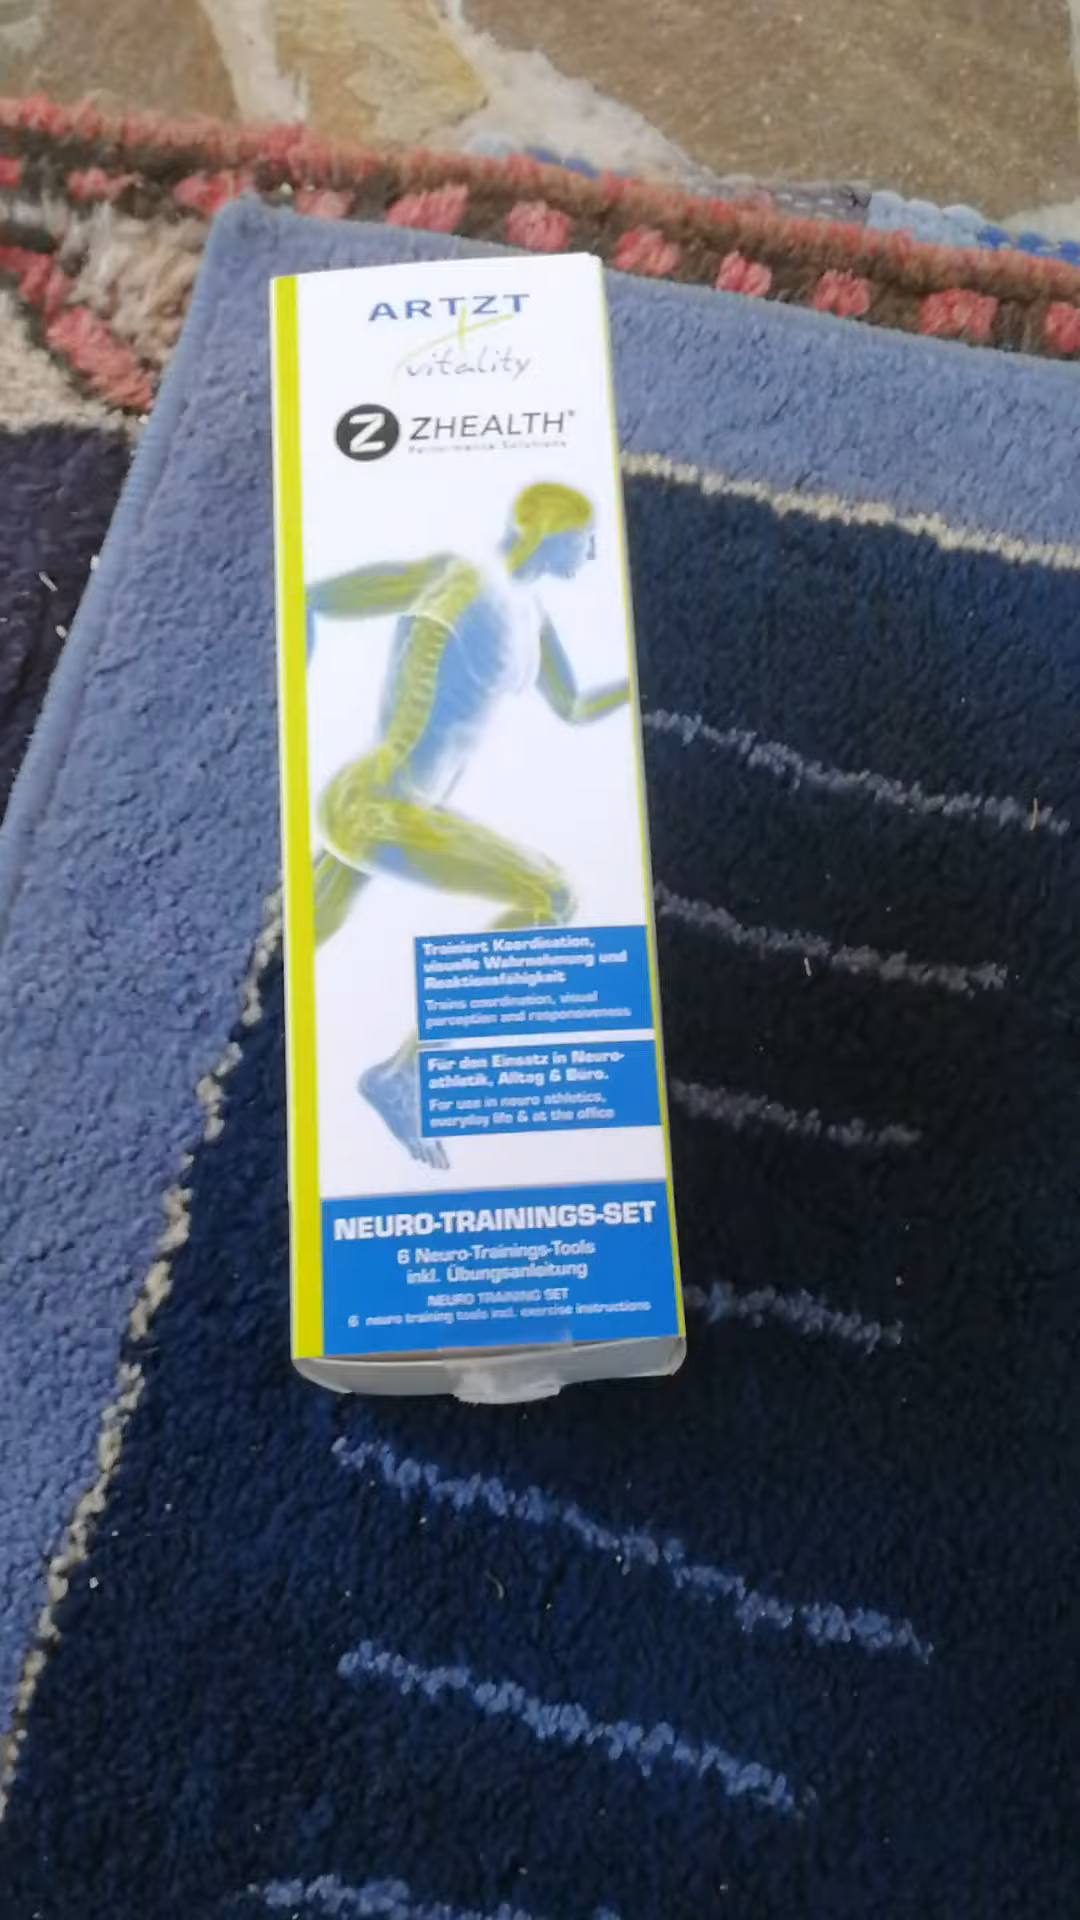 ARTZT
vitality
Z ZHEALTH®
Performance Solutions
Trainiert Koordination,
visuelle Wahrnehmung und
Reaktionsfähigkeit
Trains coordination, visual
perception and responsiveness
Für den Einsatz in Neuro-
athletik, Alltag & Büro.
For use in neuro athletics,
everyday life & at the office
NEURO-TRAININGS-SET
6 Neuro-Trainings-Tools
inkl. Übungsanleitung
NEURO TRAINING SET
6 neuro training tools incl. exercise instructions